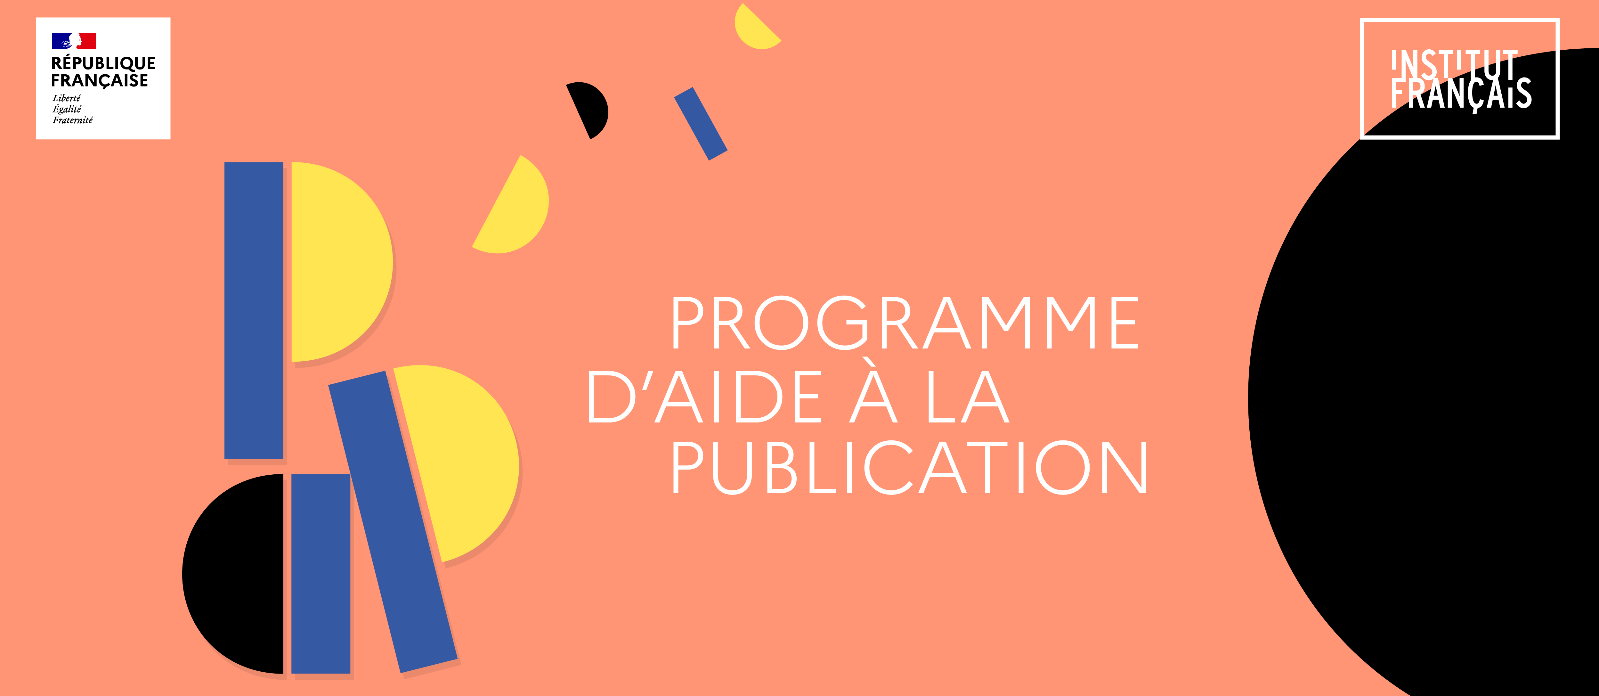 RÉPUBLIQUE
FRANÇAISE
Liberté
Égalité
Fraternité
INSTITUT
FRANÇAIS
PROGRAMME
D'AIDE À LA
PUBLICATION